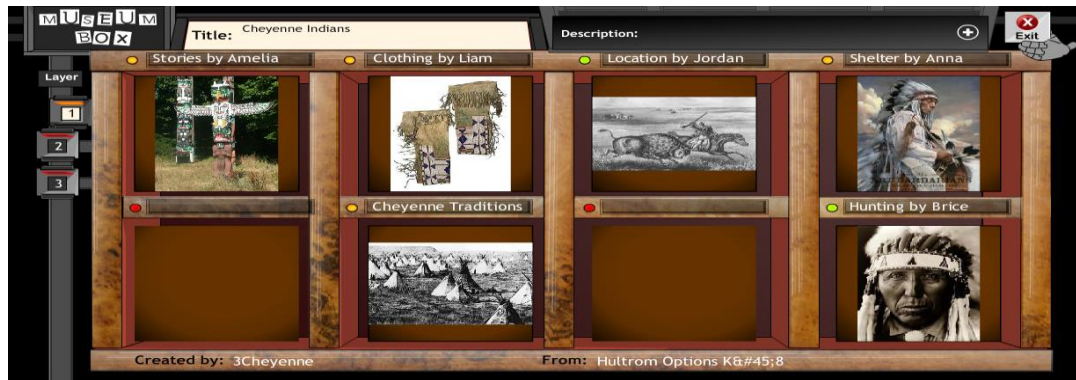 MUSEUM
BOX
Title: Cheyenne Indians
Description:
Exit
Layer
1
2
3
Stories by Amelia
Clothing by Liam
Location by Jordan
Shelter by Anna
Cheyenne Traditions
Hunting by Brice
Created by: 3Cheyenne
From: Hultrom Options K&#45;8